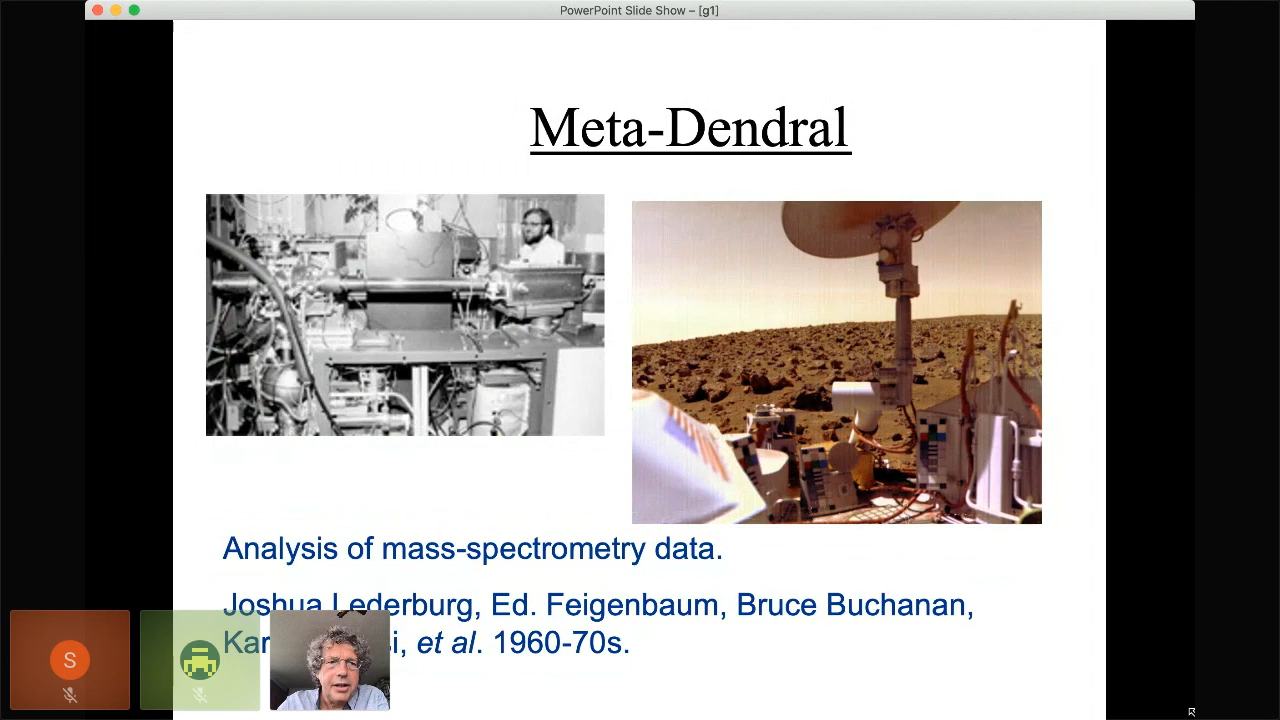 PowerPoint Slide Show – [g1]
Meta-Dendral
Analysis of mass-spectrometry data.
Joshua Lederburg, Ed. Feigenbaum, Bruce Buchanan,
et al. 1960-70s.
S